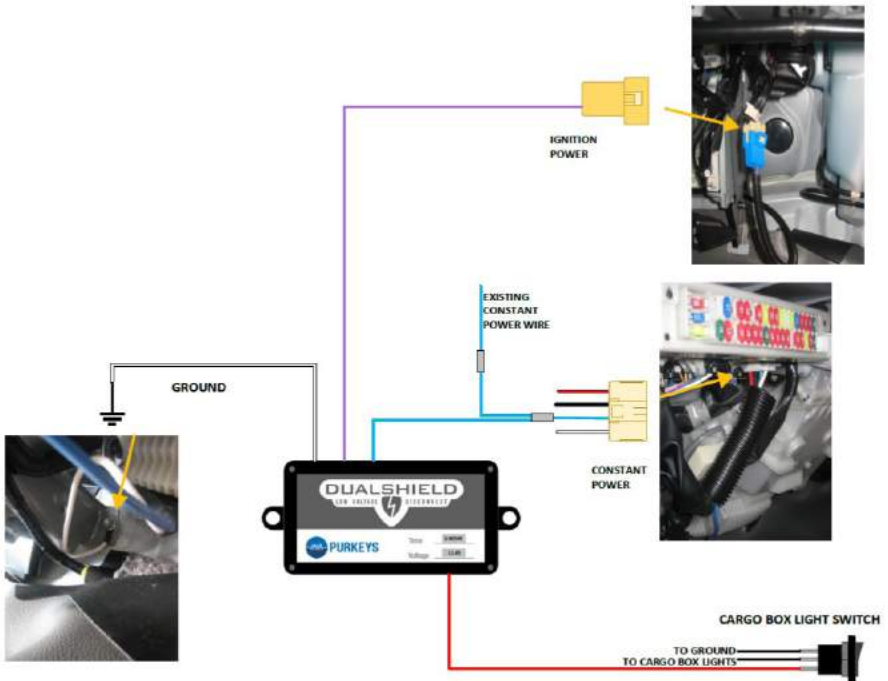 IGNITION
POWER
EXISTING
CONSTANT
POWER WIRE
GROUND
CONSTANT
POWER
DUALSHIELD
LOW VOLTAGE DISCONNECT
PURKEYS
Time
Voltage
CARGO BOX LIGHT SWITCH
TO GROUND
TO CARGO BOX LIGHTS